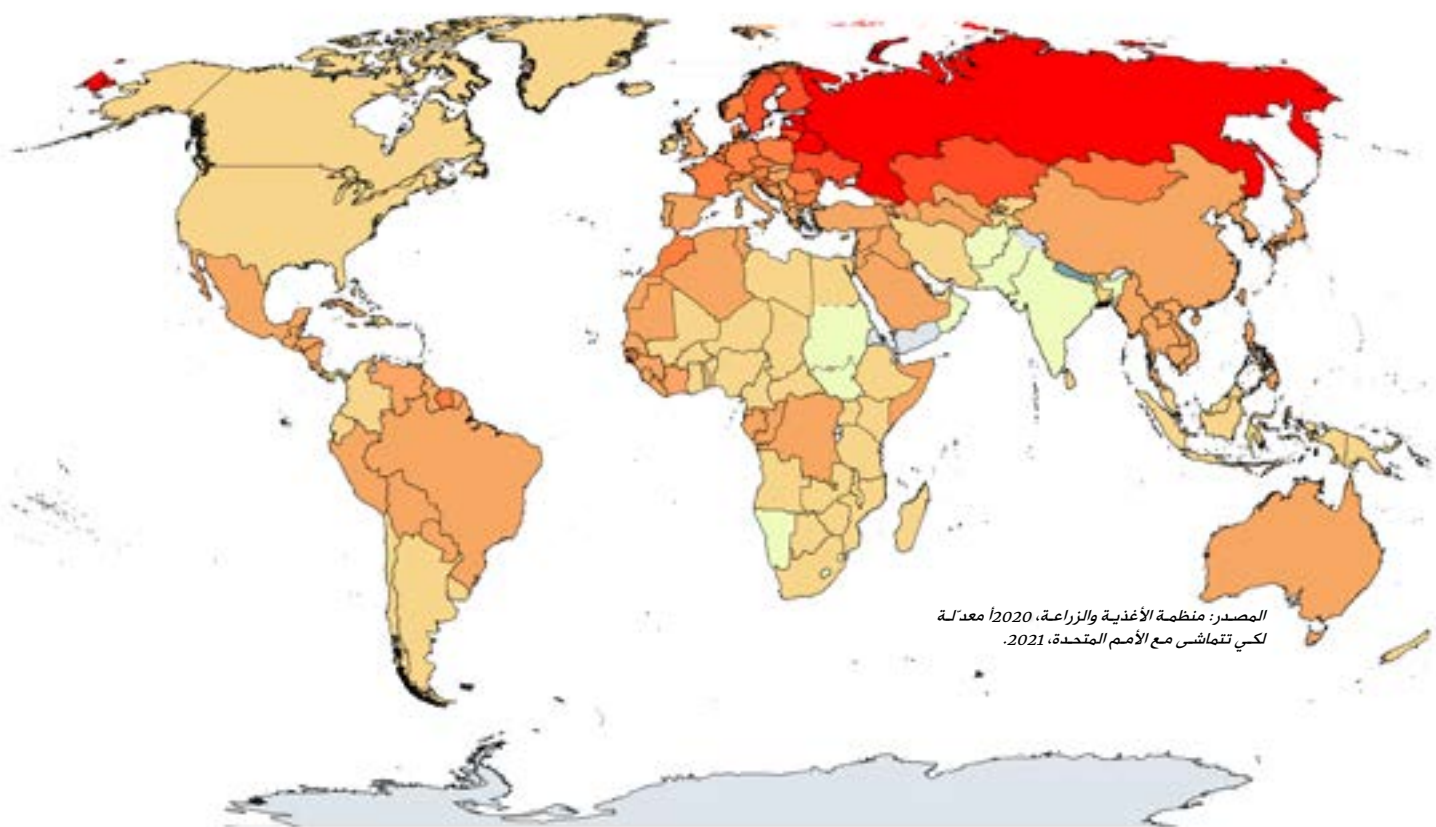 المصدر: منظمة الأغذية والزراعة، 2020أ معدّلة
لكي تتماشى مع الأمم المتحدة، 2021.